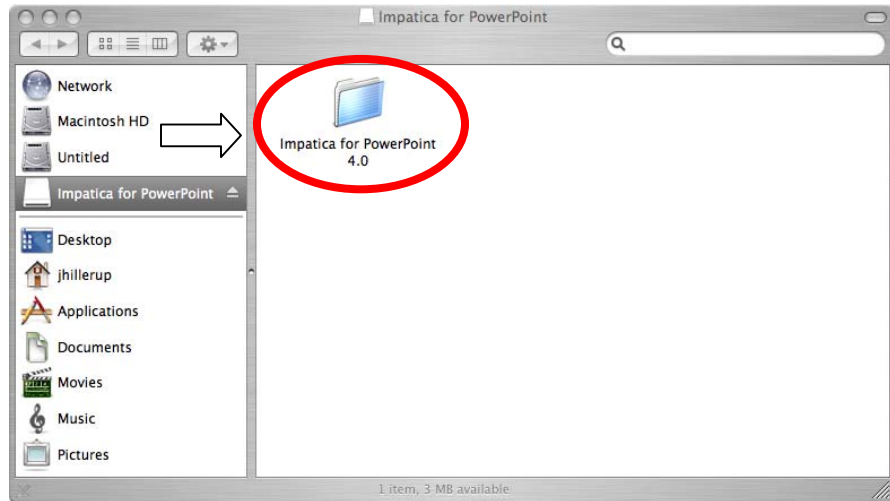 Impatica for PowerPoint
Network
Macintosh HD
Untitled
Impatica for PowerPoint
Desktop
jhillerup
Applications
Documents
Movies
Music
Pictures
Impatica for PowerPoint
4.0
1 item, 3 MB available